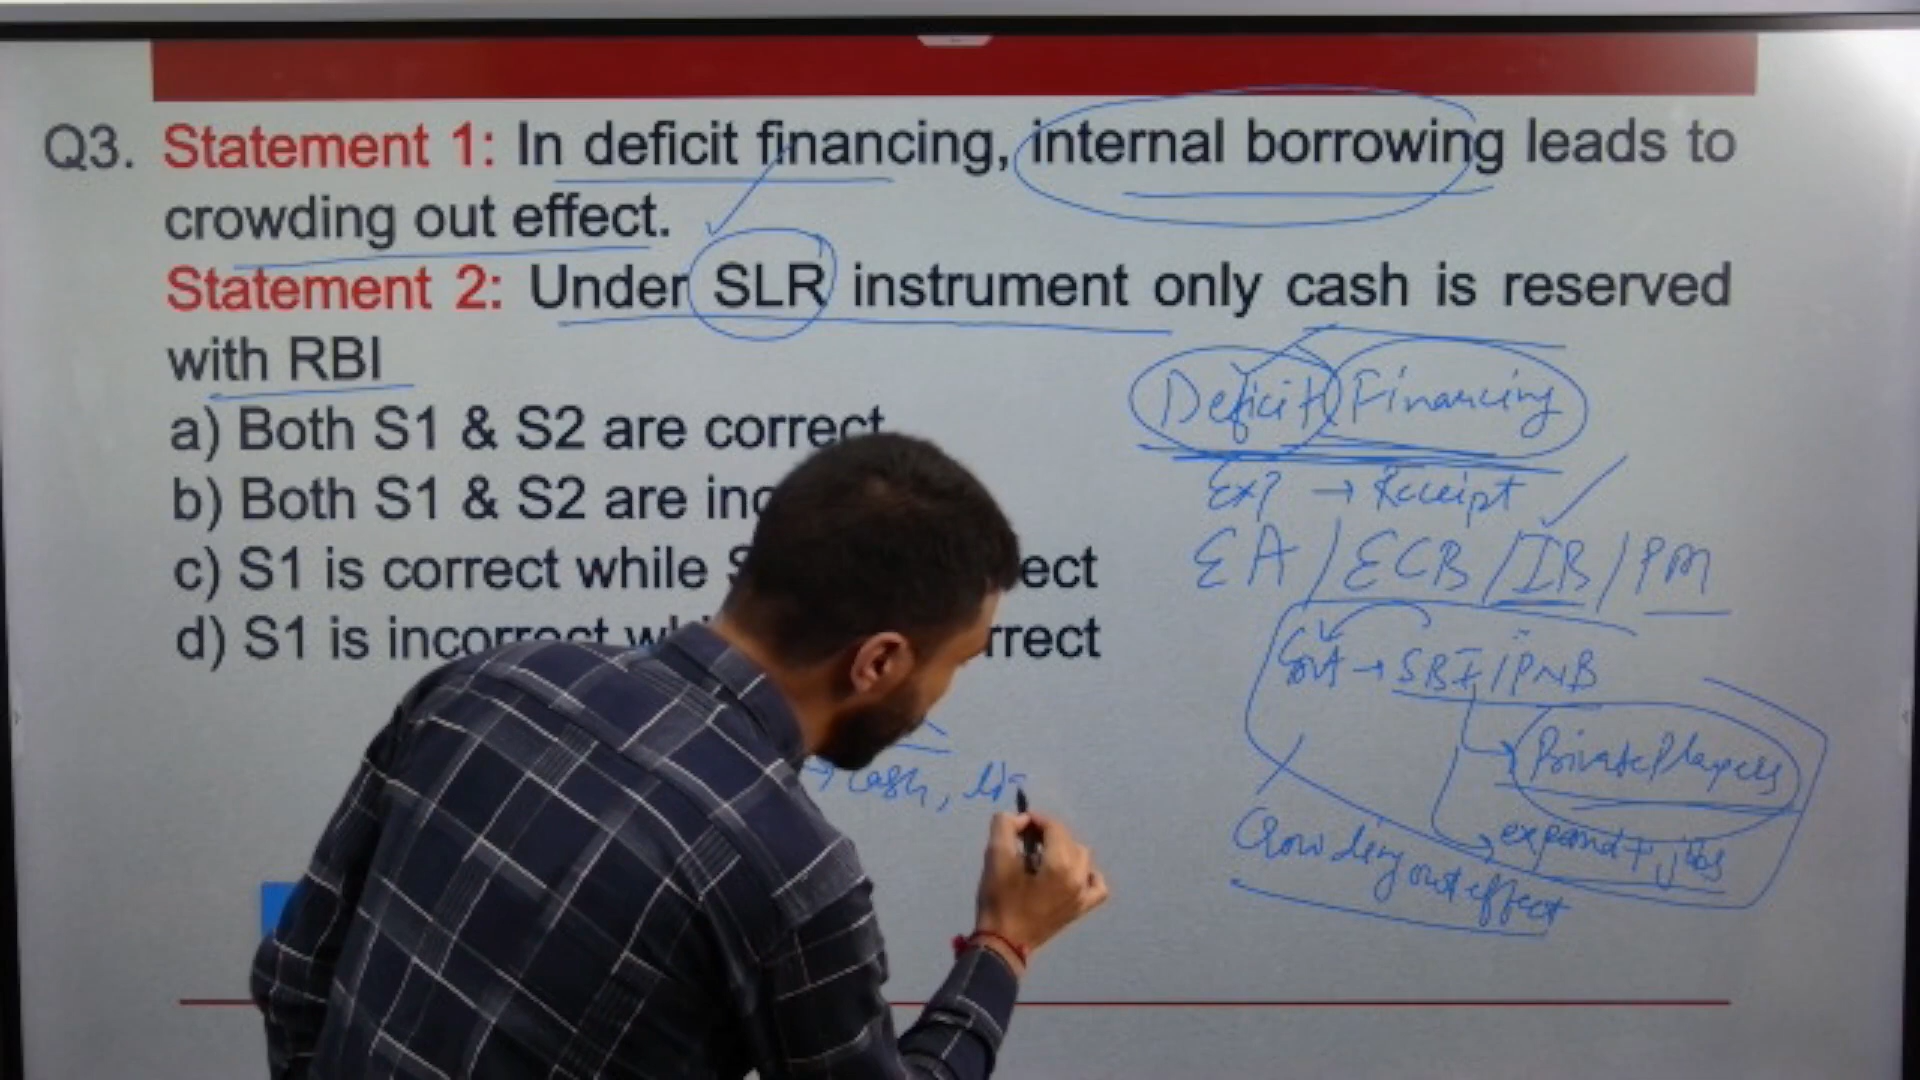 Q3. Statement 1: In deficit financing, internal borrowing leads to
crowding out effect.
Statement 2: Under SLR instrument only cash is reserved
with RBI
a) Both S1 & S2 are correct
b) Both S1 & S2 are inc
c) S1 is correct while S ect
d) S1 is incorrect whi rrect
Deficit Financing
Exp → Receipt
EA / ECB / IB / PM
Govt → SBI / PNB
Private Players
expand + jobs
Crowding out effect
→ Cash, li